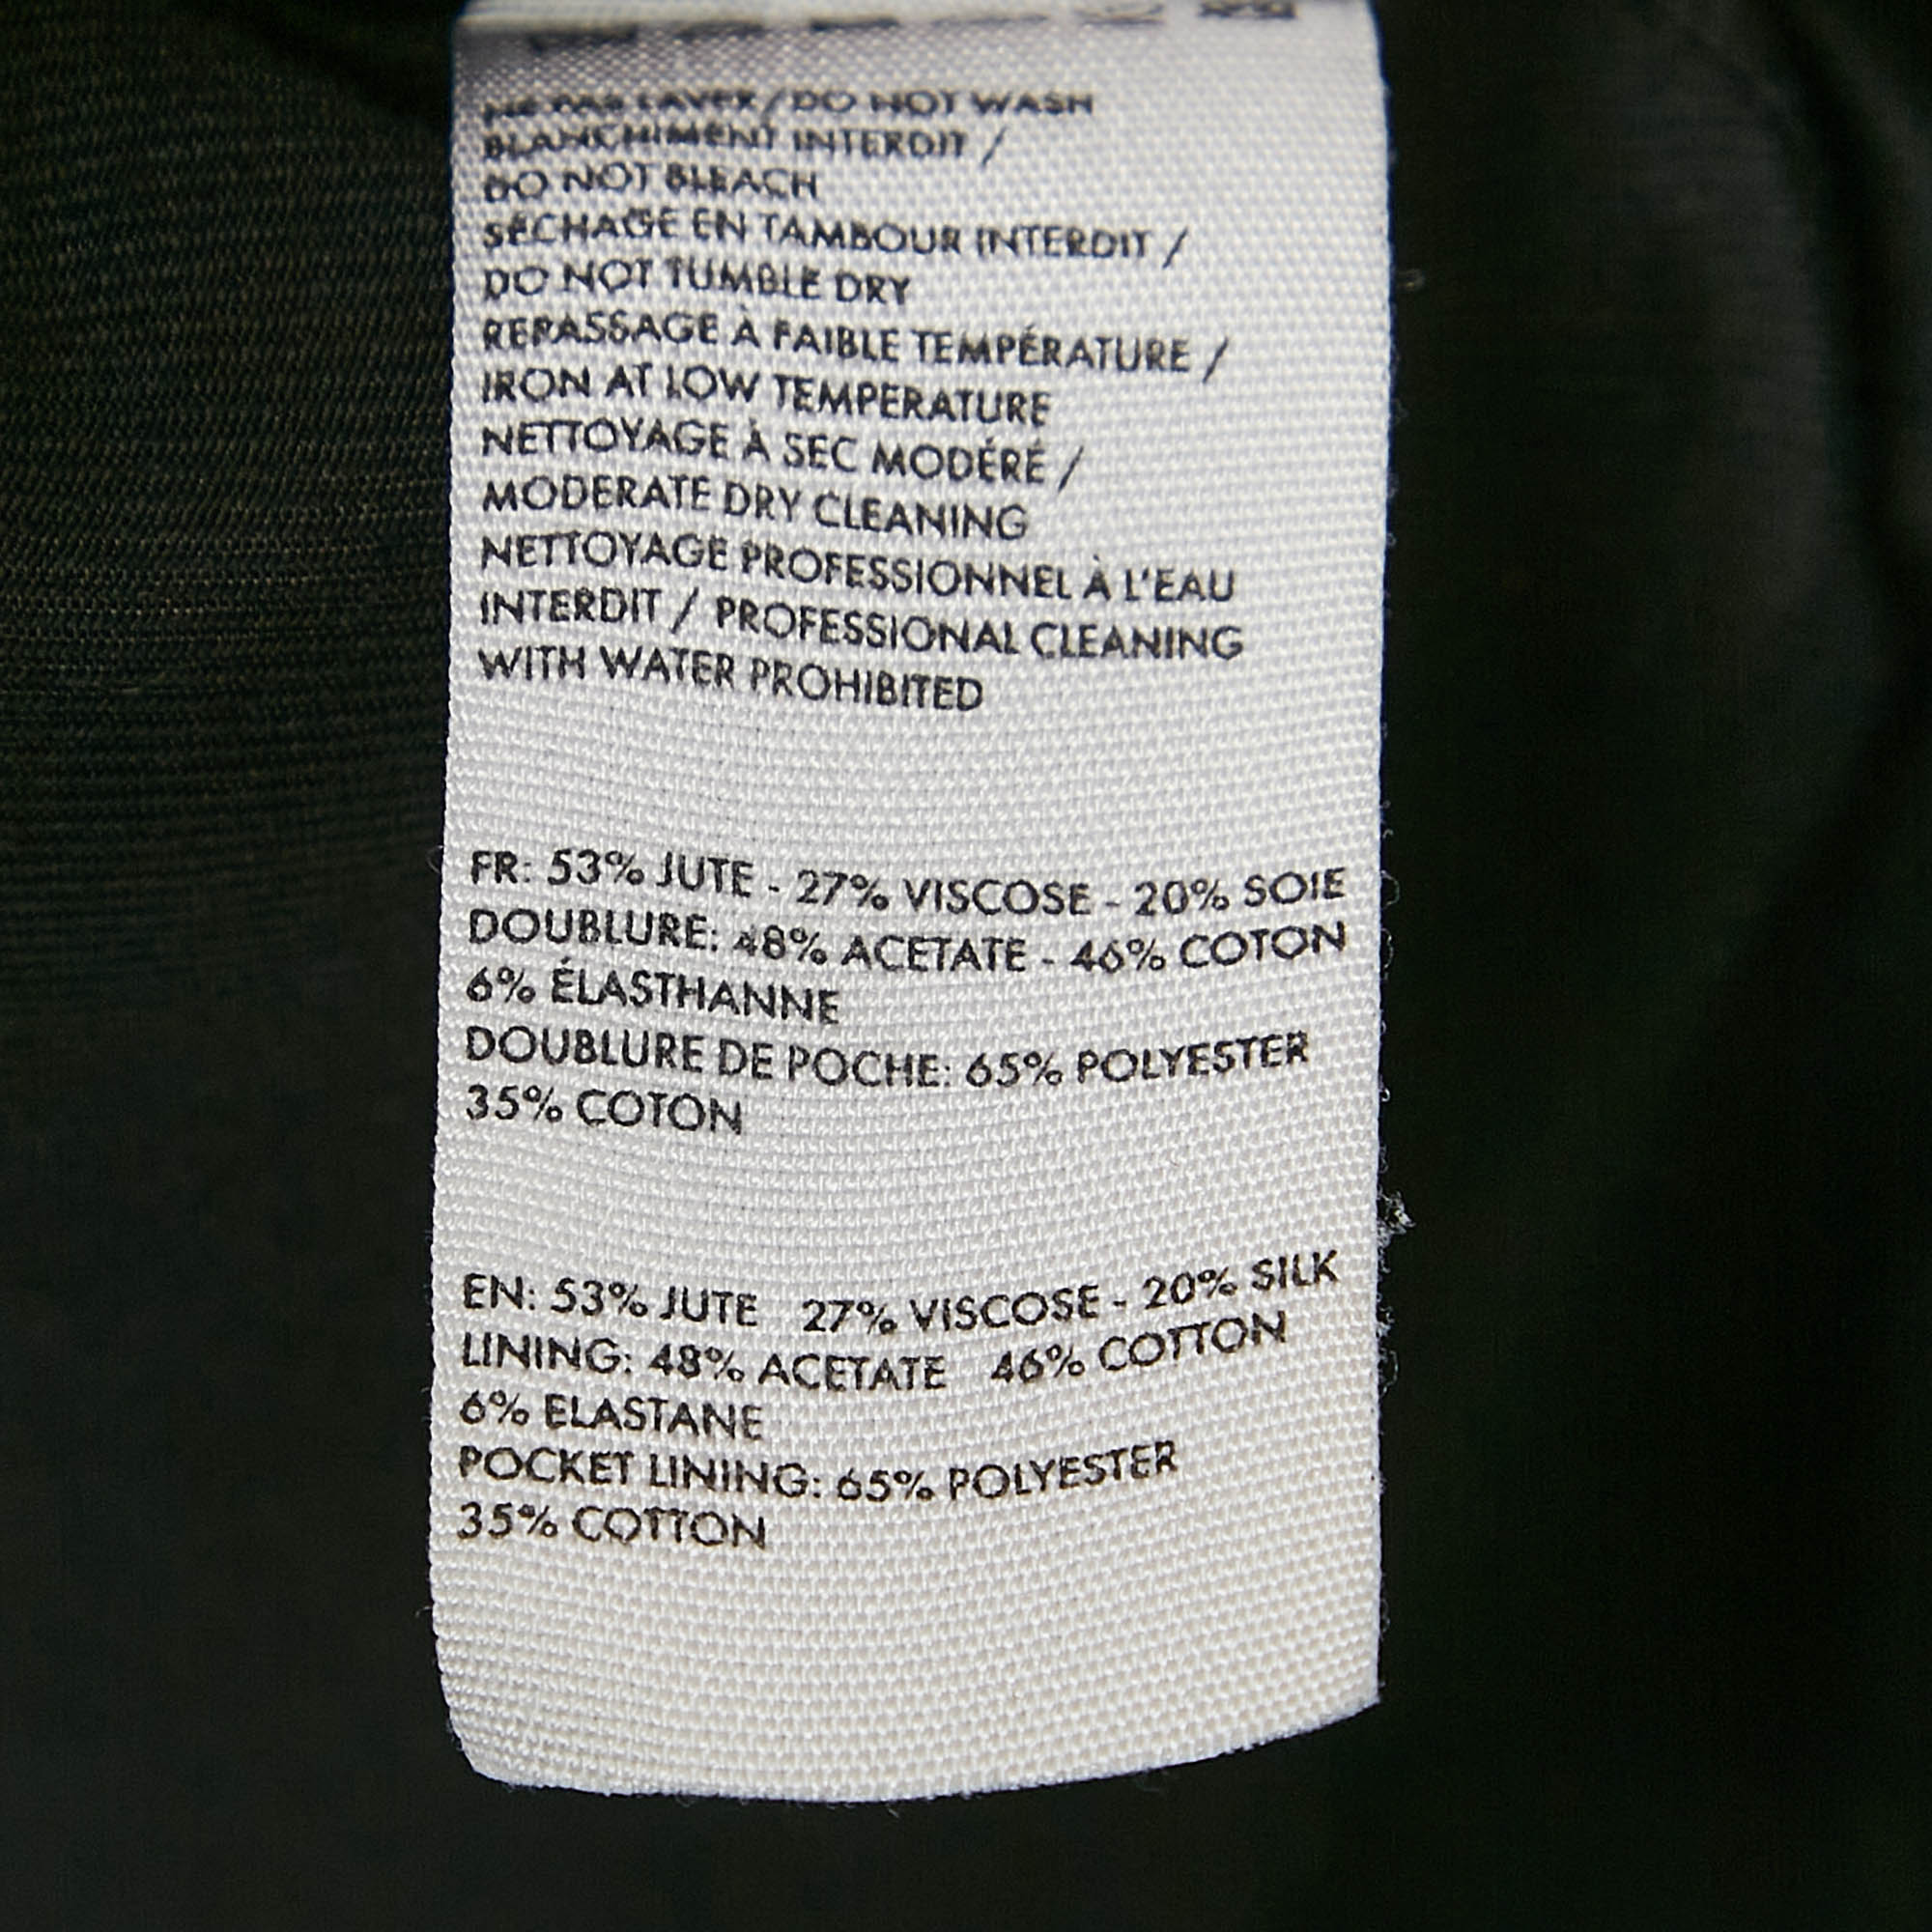 NE PAS LAVER / DO NOT WASH
BLANCHIMENT INTERDIT /
DO NOT BLEACH
SÉCHAGE EN TAMBOUR INTERDIT /
DO NOT TUMBLE DRY
REPASSAGE À FAIBLE TEMPÉRATURE /
IRON AT LOW TEMPERATURE
NETTOYAGE À SEC MODÉRÉ /
MODERATE DRY CLEANING
NETTOYAGE PROFESSIONNEL À L'EAU
INTERDIT / PROFESSIONAL CLEANING
WITH WATER PROHIBITED
FR: 53% JUTE - 27% VISCOSE - 20% SOIE
DOUBLURE: 48% ACETATE - 46% COTON
6% ÉLASTHANNE
DOUBLURE DE POCHE: 65% POLYESTER
35% COTON
EN: 53% JUTE 27% VISCOSE - 20% SILK
LINING: 48% ACETATE 46% COTTON
6% ELASTANE
POCKET LINING: 65% POLYESTER
35% COTTON